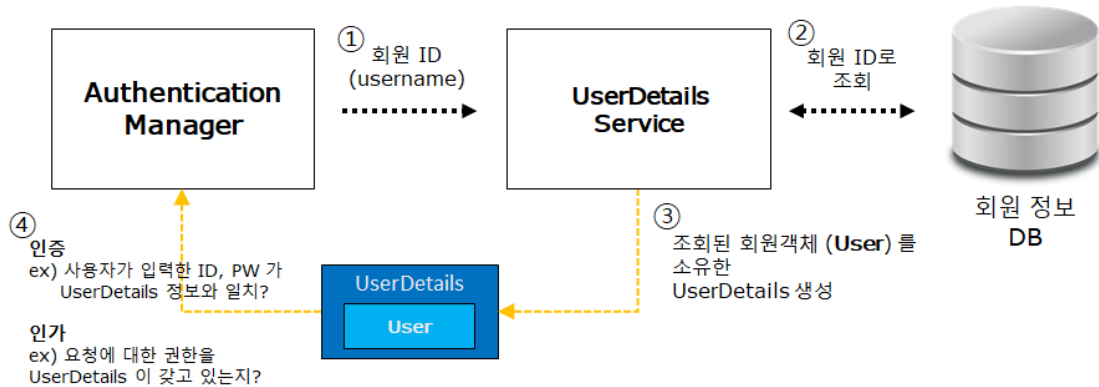 Authentication
Manager
①
회원 ID
(username)
UserDetails
Service
②
회원 ID로
조회
회원 정보
DB
③
조회된 회원객체 (User) 를
소유한
UserDetails 생성
UserDetails
User
④
인증
ex) 사용자가 입력한 ID, PW 가
UserDetails 정보와 일치?
인가
ex) 요청에 대한 권한을
UserDetails 이 갖고 있는지?